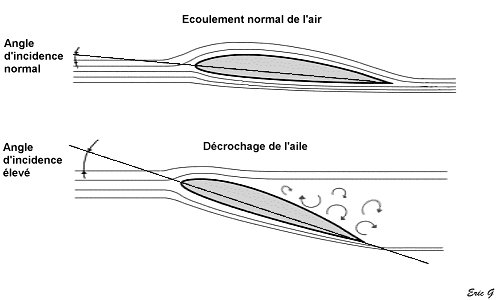 Ecoulement normal de l'air
Angle
d'incidence
normal
Décrochage de l'aile
Angle
d'incidence
élevé
Eric G